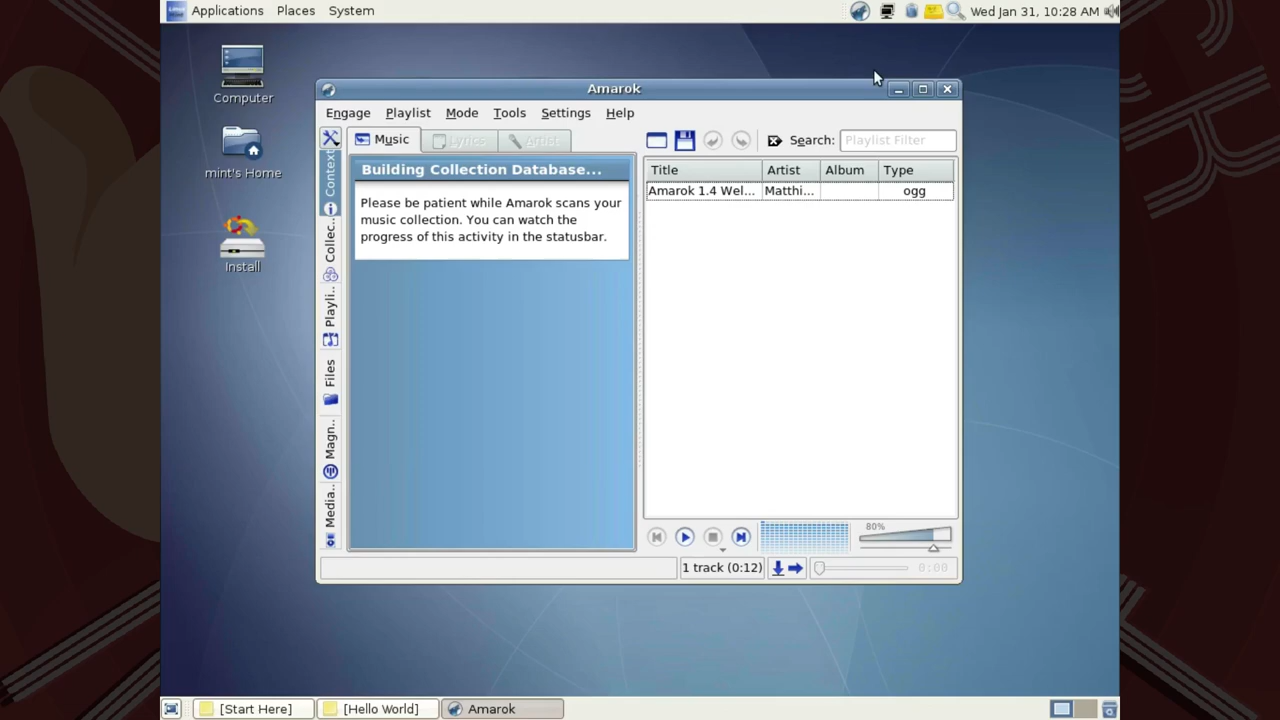 Applications Places System
Wed Jan 31, 10:28 AM
Computer
mint's Home
Install
Amarok
Engage Playlist Mode Tools Settings Help
Music Lyrics Artist
Search: Playlist Filter
Context
Collec...
Playli...
Files
Magn...
Media...
Building Collection Database...
Please be patient while Amarok scans your
music collection. You can watch the
progress of this activity in the statusbar.
Title Artist Album Type
Amarok 1.4 Wel... Matthi... ogg
80%
1 track (0:12) 0:00
[Start Here] [Hello World] Amarok